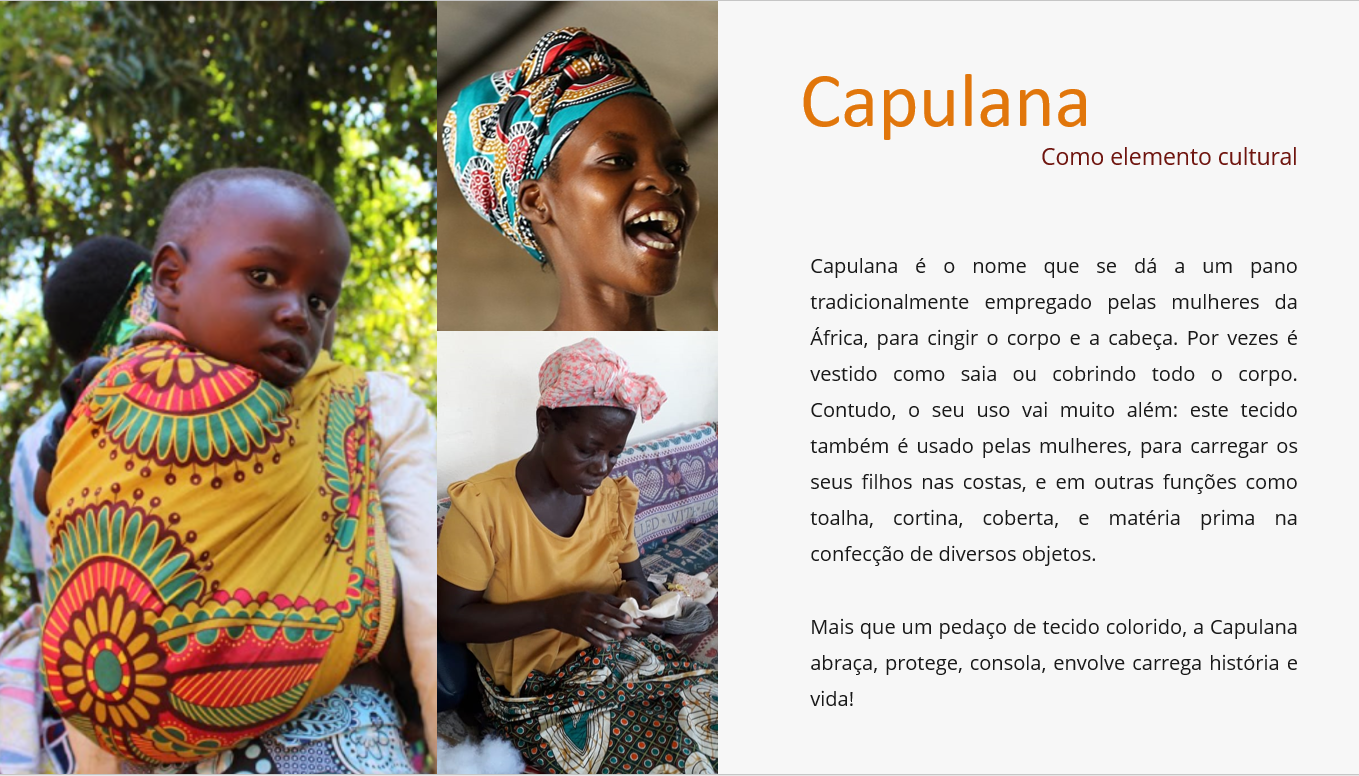 Capulana
Como elemento cultural
Capulana é o nome que se dá a um pano
tradicionalmente empregado pelas mulheres da
África, para cingir o corpo e a cabeça. Por vezes é
vestido como saia ou cobrindo todo o corpo.
Contudo, o seu uso vai muito além: este tecido
também é usado pelas mulheres, para carregar os
seus filhos nas costas, e em outras funções como
toalha, cortina, coberta, e matéria prima na
confecção de diversos objetos.
Mais que um pedaço de tecido colorido, a Capulana
abraça, protege, consola, envolve carrega história e
vida!